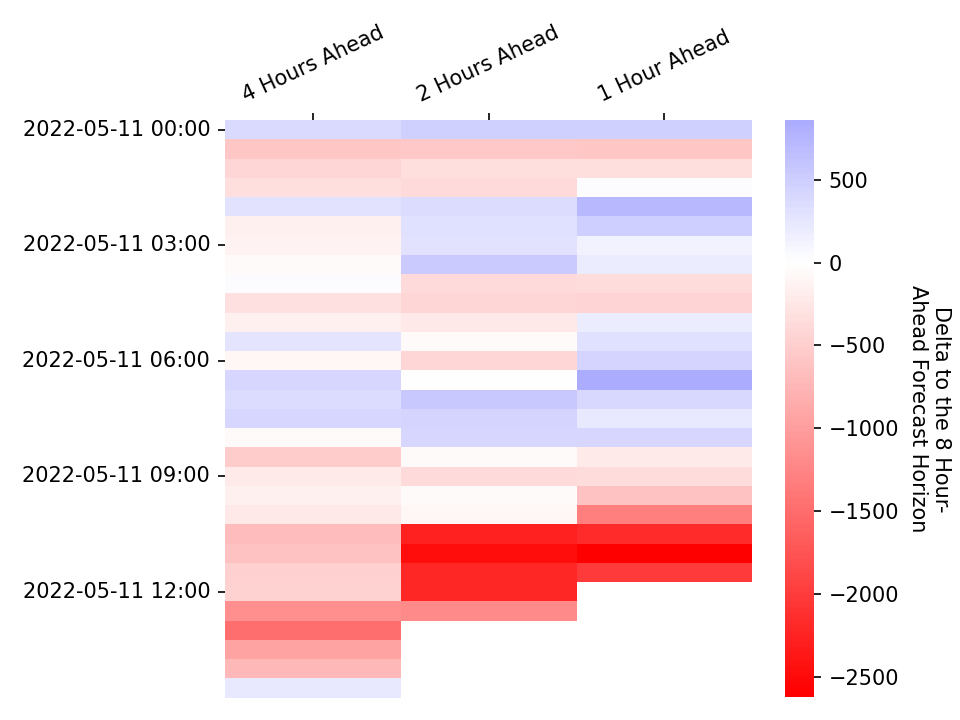 4 Hours Ahead
2 Hours Ahead
1 Hour Ahead
2022-05-11 00:00
2022-05-11 03:00
2022-05-11 06:00
2022-05-11 09:00
2022-05-11 12:00
500
0
−500
−1000
−1500
−2000
−2500
Delta to the 8 Hour-
Ahead Forecast Horizon